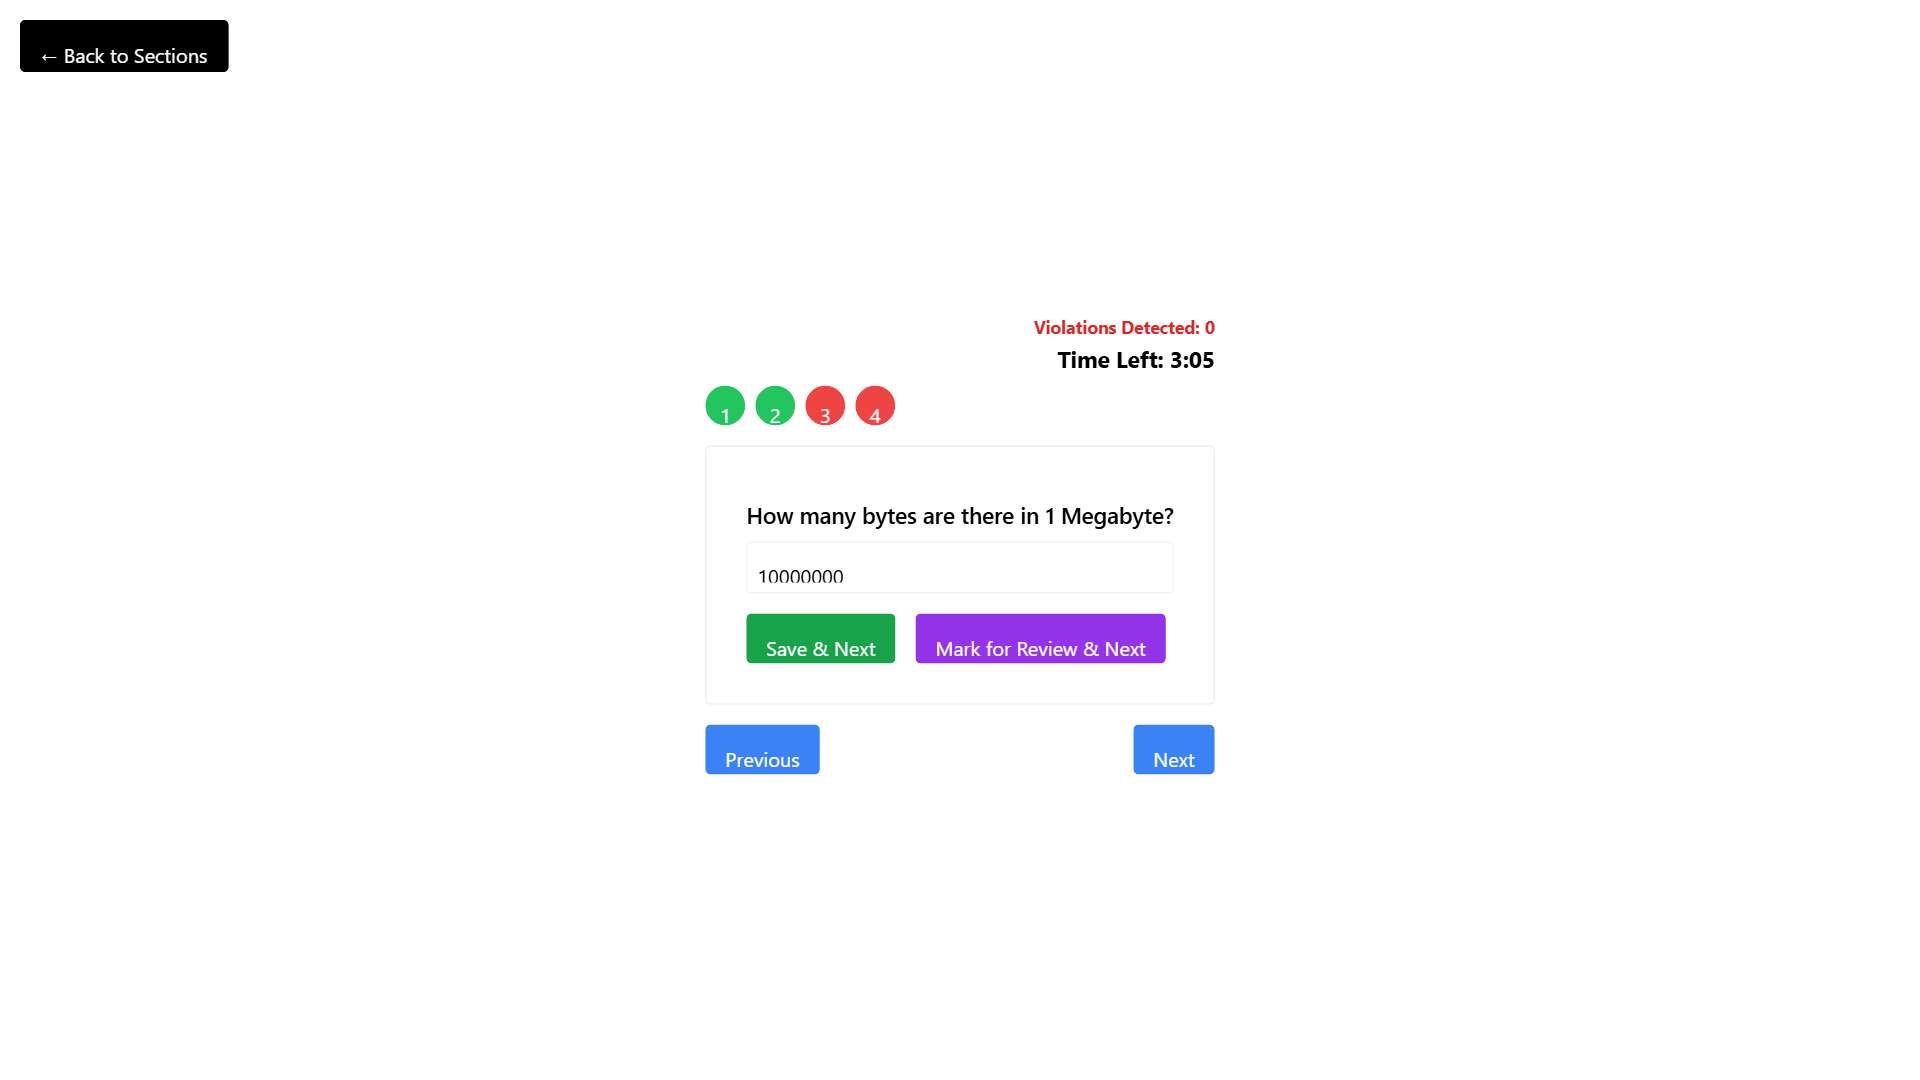 ← Back to Sections
Violations Detected: 0
Time Left: 3:05
1 2 3 4
How many bytes are there in 1 Megabyte?
10000000
Save & Next Mark for Review & Next
Previous Next